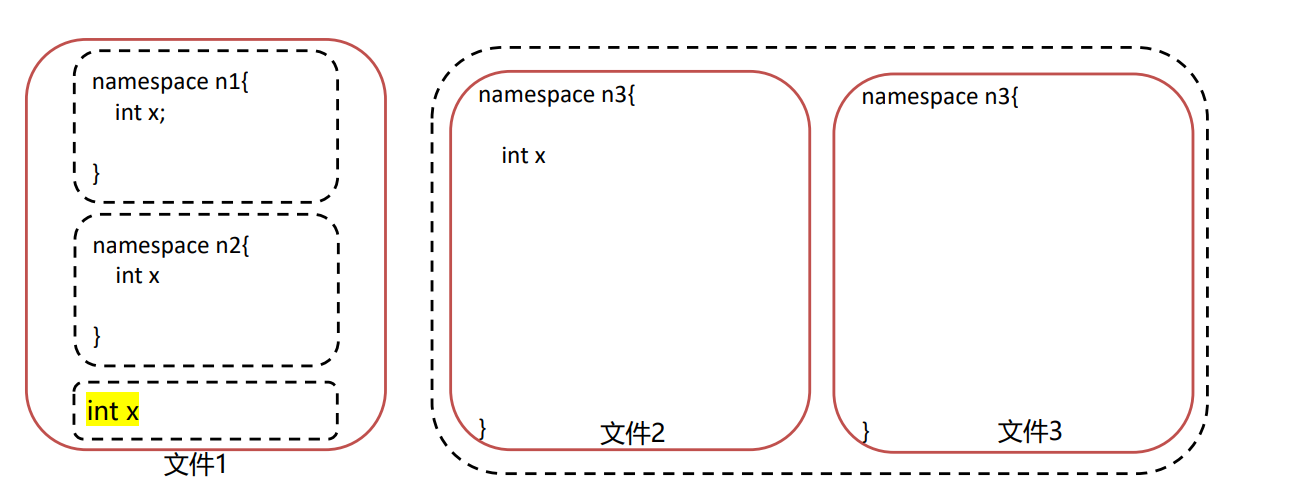 namespace n1{
int x;
}
namespace n2{
int x
}
int x
文件1
namespace n3{
int x
}
文件2
namespace n3{
}
文件3